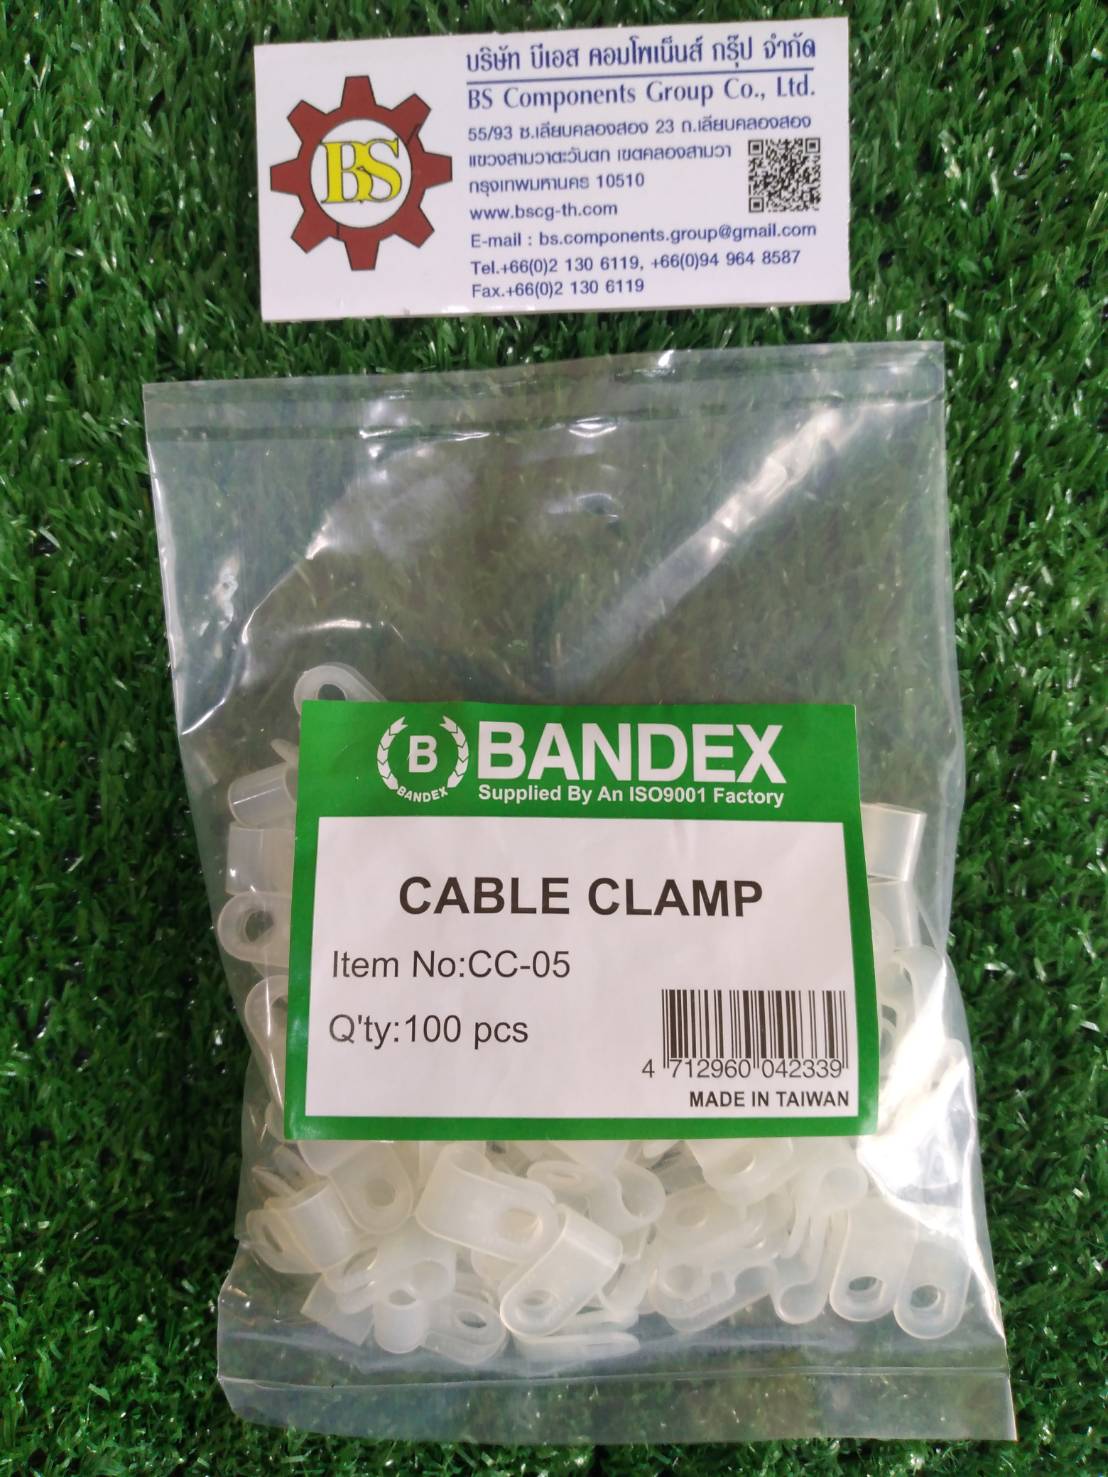 BS
บริษัท บีเอส คอมโพเน็นส์ กรุ๊ป จำกัด
BS Components Group Co., Ltd.
55/93 ซ.เลียบคลองสอง 23 ถ.เลียบคลองสอง
แขวงสามวาตะวันตก เขตคลองสามวา
กรุงเทพมหานคร 10510
www.bscg-th.com
E-mail : bs.components.group@gmail.com
Tel.+66(0)2 130 6119, +66(0)94 964 8587
Fax.+66(0)2 130 6119
B
BANDEX
BANDEX
Supplied By An ISO9001 Factory
CABLE CLAMP
Item No:CC-05
Q'ty:100 pcs
4 712960 042339
MADE IN TAIWAN